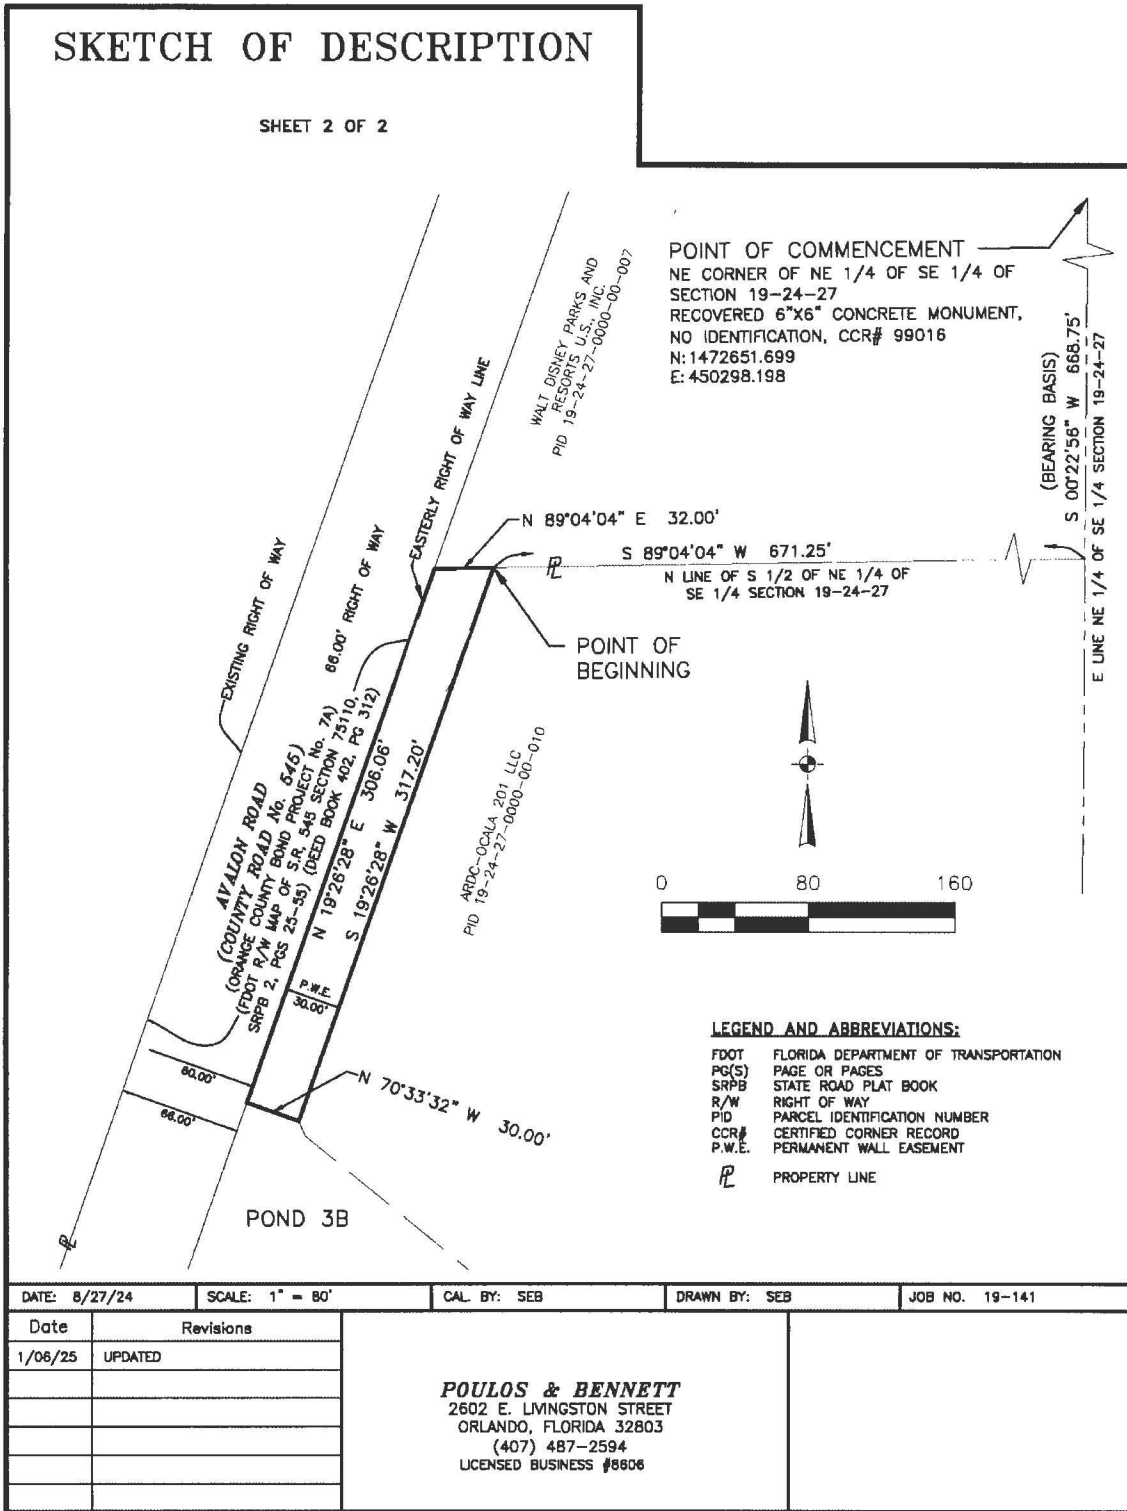 SKETCH OF DESCRIPTION
SHEET 2 OF 2
POINT OF COMMENCEMENT
NE CORNER OF NE 1/4 OF SE 1/4 OF
SECTION 19-24-27
RECOVERED 6"X6" CONCRETE MONUMENT,
NO IDENTIFICATION, CCR# 99016
N:1472651.699
E:450298.198
(BEARING BASIS)
S 00°22'56" W 668.75'
E LINE NE 1/4 OF SE 1/4 SECTION 19-24-27
WALT DISNEY PARKS AND
RESORTS U.S., INC.
PID 19-24-27-0000-00-007
EASTERLY RIGHT OF WAY LINE
66.00' RIGHT OF WAY
EXISTING RIGHT OF WAY
N 89°04'04" E 32.00'
S 89°04'04" W 671.25'
N LINE OF S 1/2 OF NE 1/4 OF
SE 1/4 SECTION 19-24-27
PL
POINT OF
BEGINNING
AVALON ROAD
(COUNTY ROAD No. 545)
(ORANGE COUNTY BOND PROJECT No. 7A)
(FDOT R/W MAP OF S.R. 545 SECTION 75110,
SRPB 2, PGS 25-55) (DEED BOOK 402, PG 312)
N 19°26'28" E 306.06'
S 19°26'28" W 317.20'
ARDC-OCALA 201 LLC
PID 19-24-27-0000-00-010
P.W.E.
30.00'
60.00'
66.00'
N 70°33'32" W 30.00'
POND 3B
PL
0 80 160
LEGEND AND ABBREVIATIONS:
FDOT FLORIDA DEPARTMENT OF TRANSPORTATION
PG(S) PAGE OR PAGES
SRPB STATE ROAD PLAT BOOK
R/W RIGHT OF WAY
PID PARCEL IDENTIFICATION NUMBER
CCR# CERTIFIED CORNER RECORD
P.W.E. PERMANENT WALL EASEMENT
PL PROPERTY LINE
DATE: 8/27/24 SCALE: 1" = 80' CAL. BY: SEB DRAWN BY: SEB JOB NO. 19-141
Date Revisions
1/06/25 UPDATED
POULOS & BENNETT
2602 E. LIVINGSTON STREET
ORLANDO, FLORIDA 32803
(407) 487-2594
LICENSED BUSINESS #8606